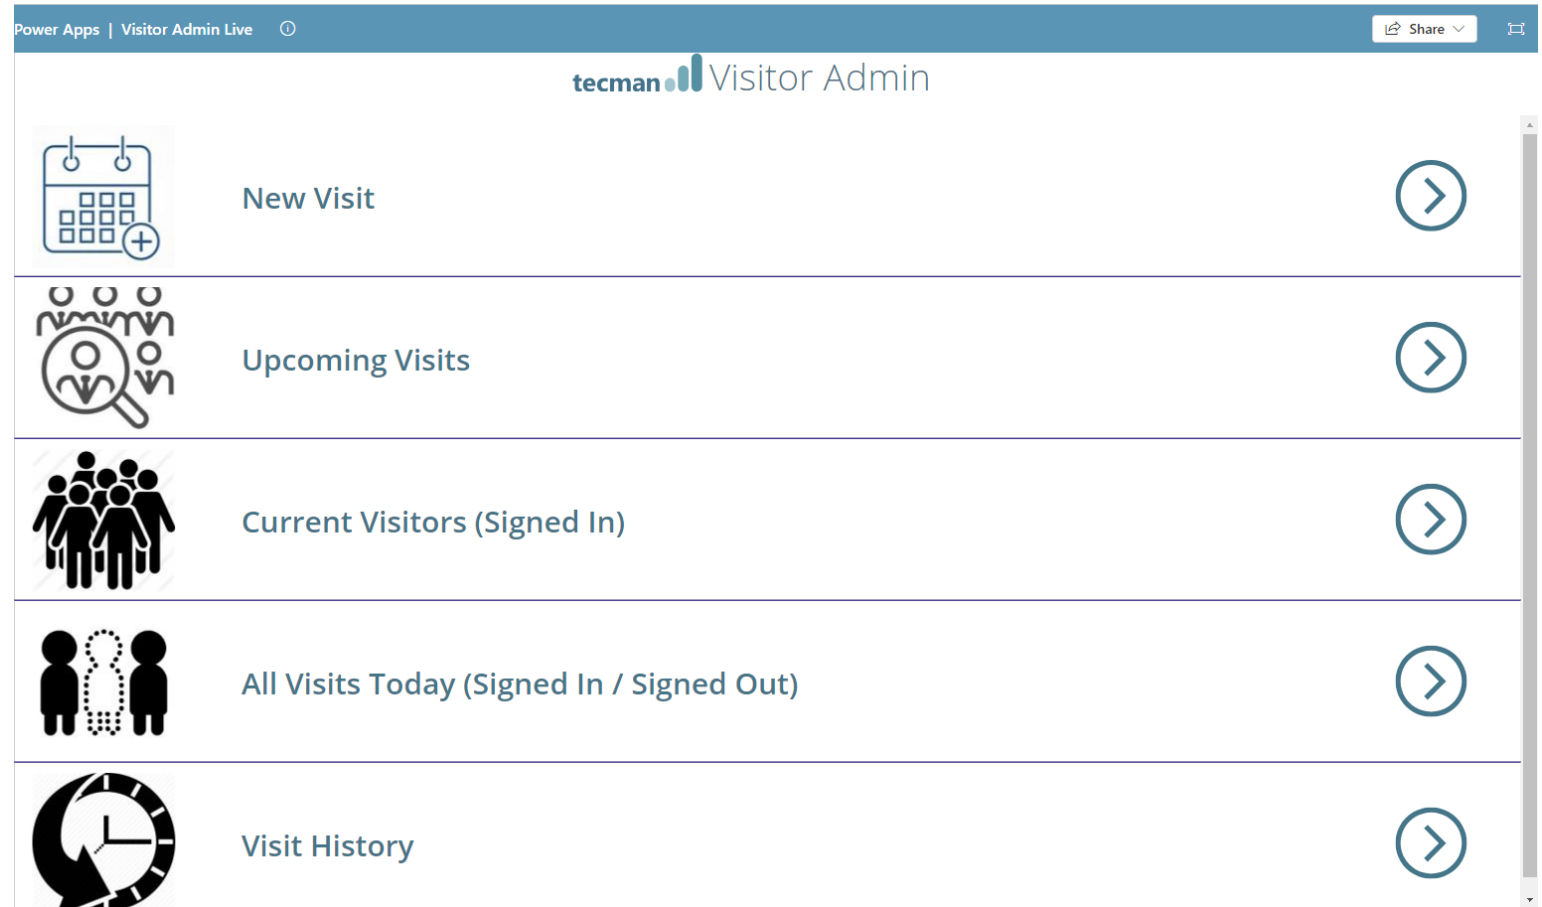 Power Apps | Visitor Admin Live
Share
tecman Visitor Admin
New Visit
Upcoming Visits
Current Visitors (Signed In)
All Visits Today (Signed In / Signed Out)
Visit History